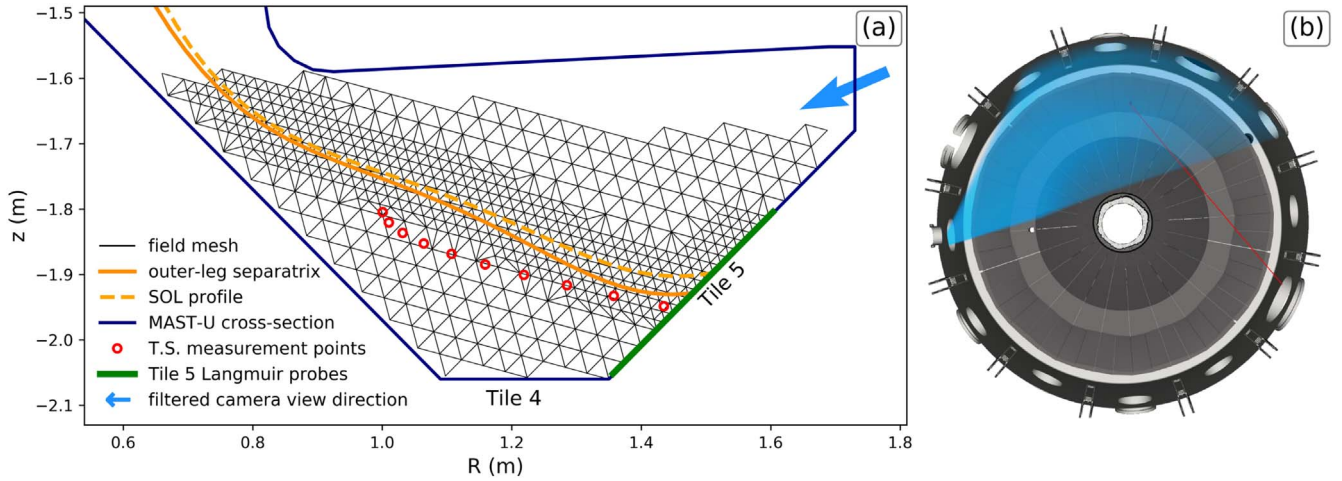 (a)
(b)
−1.5
−1.6
−1.7
−1.8
−1.9
−2.0
−2.1
z (m)
field mesh
outer-leg separatrix
SOL profile
MAST-U cross-section
T.S. measurement points
Tile 5 Langmuir probes
filtered camera view direction
Tile 5
Tile 4
0.6 0.8 1.0 1.2 1.4 1.6 1.8
R (m)